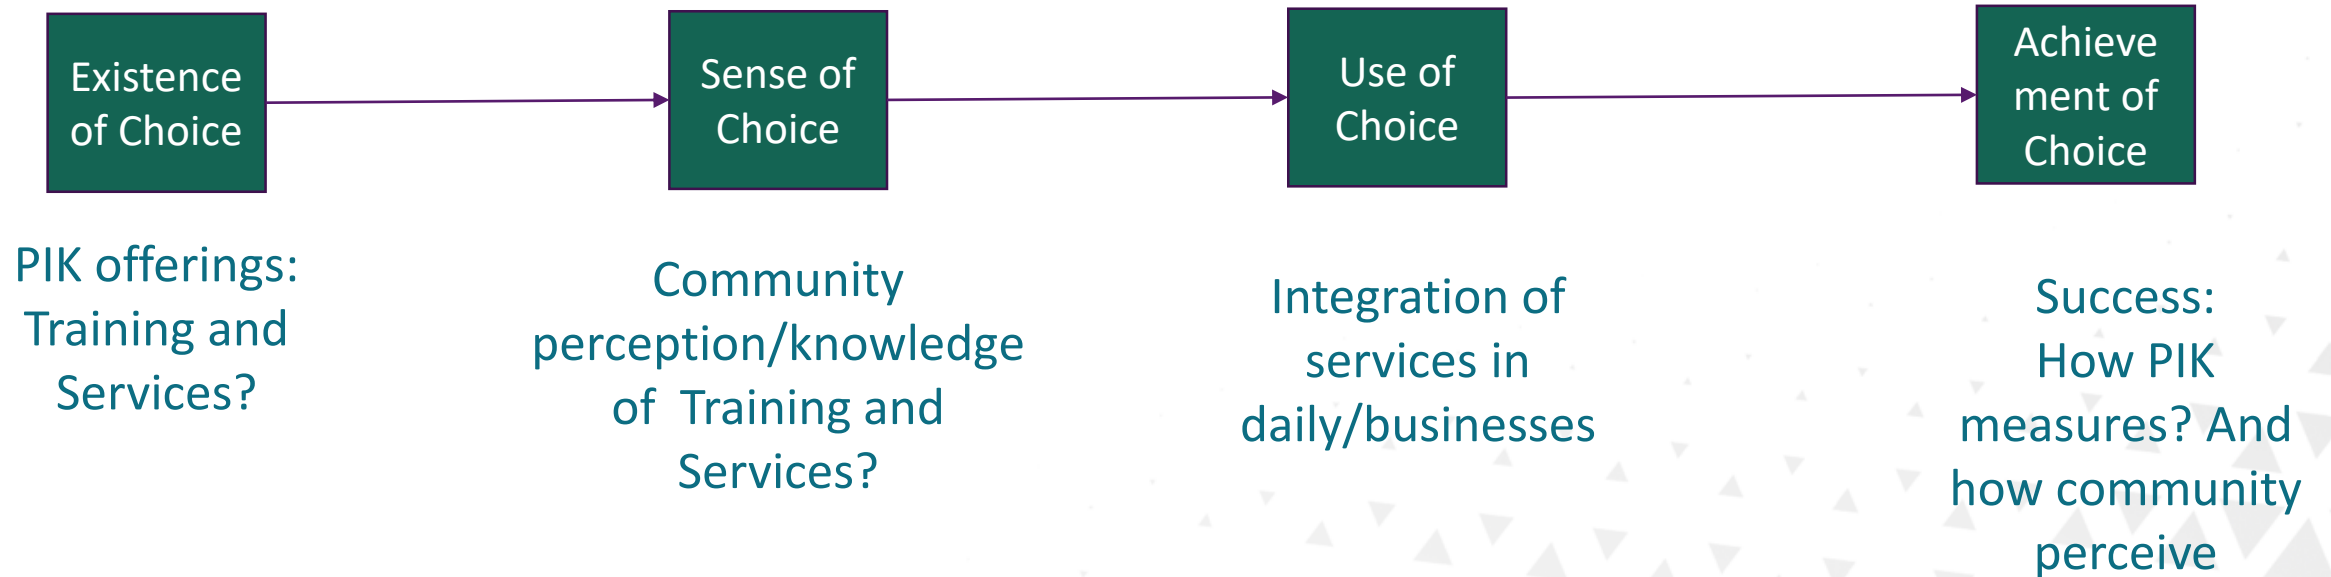 Existence
of Choice
Sense of
Choice
Use of
Choice
Achieve
ment of
Choice
PIK offerings:
Training and
Services?
Community
perception/knowledge
of  Training and
Services?
Integration of
services in
daily/businesses
Success:
How PIK
measures? And
how community
perceive